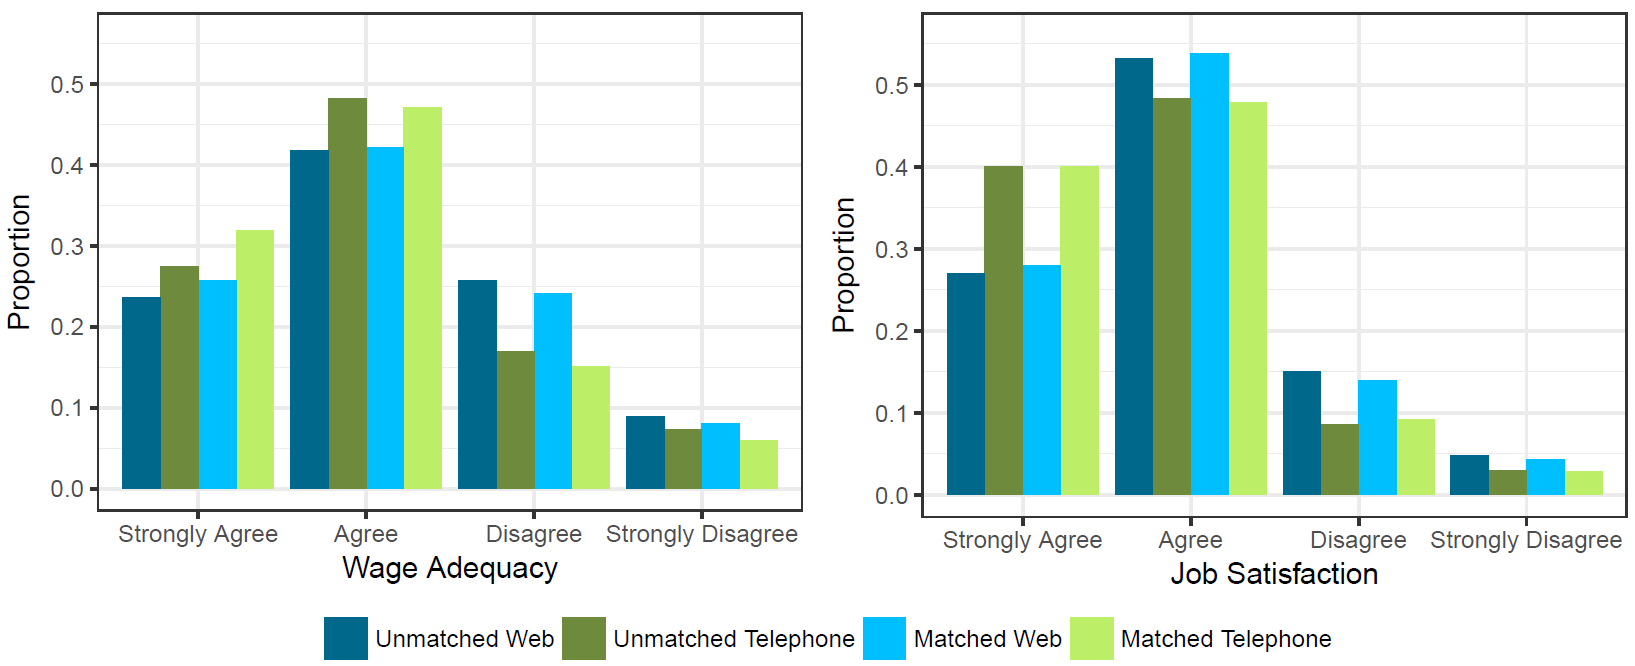 Proportion
0.5
0.4
0.3
0.2
0.1
0.0
Strongly Agree Agree Disagree Strongly Disagree
Wage Adequacy
Proportion
0.5
0.4
0.3
0.2
0.1
0.0
Strongly Agree Agree Disagree Strongly Disagree
Job Satisfaction
Unmatched Web Unmatched Telephone Matched Web Matched Telephone